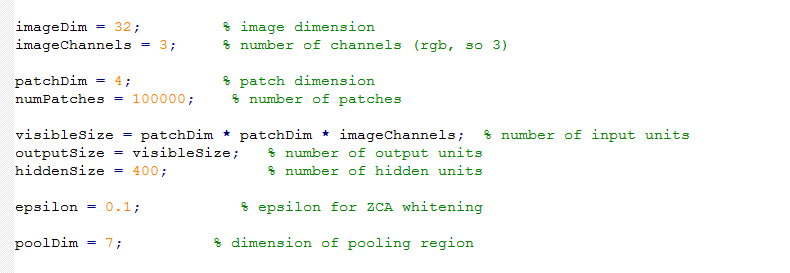 imageDim = 32;          % image dimension
imageChannels = 3;      % number of channels (rgb, so 3)
patchDim = 4;           % patch dimension
numPatches = 100000;     % number of patches
visibleSize = patchDim * patchDim * imageChannels;  % number of input units
outputSize = visibleSize;   % number of output units
hiddenSize = 400;           % number of hidden units
epsilon = 0.1;           % epsilon for ZCA whitening
poolDim = 7;          % dimension of pooling region